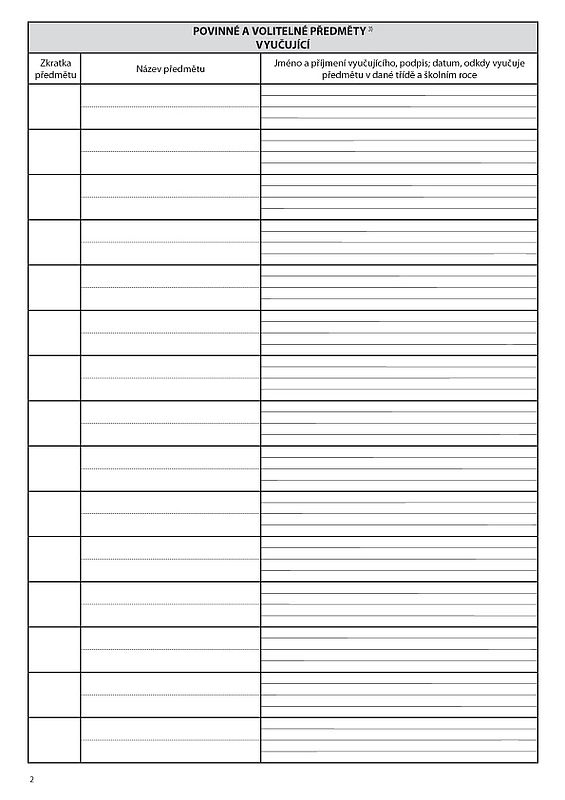 POVINNÉ A VOLITELNÉ PŘEDMĚTY 3)
VYUČUJÍCÍ
Zkratka
předmětu
Název předmětu
Jméno a příjmení vyučujícího, podpis; datum, odkdy vyučuje
předmětu v dané třídě a školním roce
2